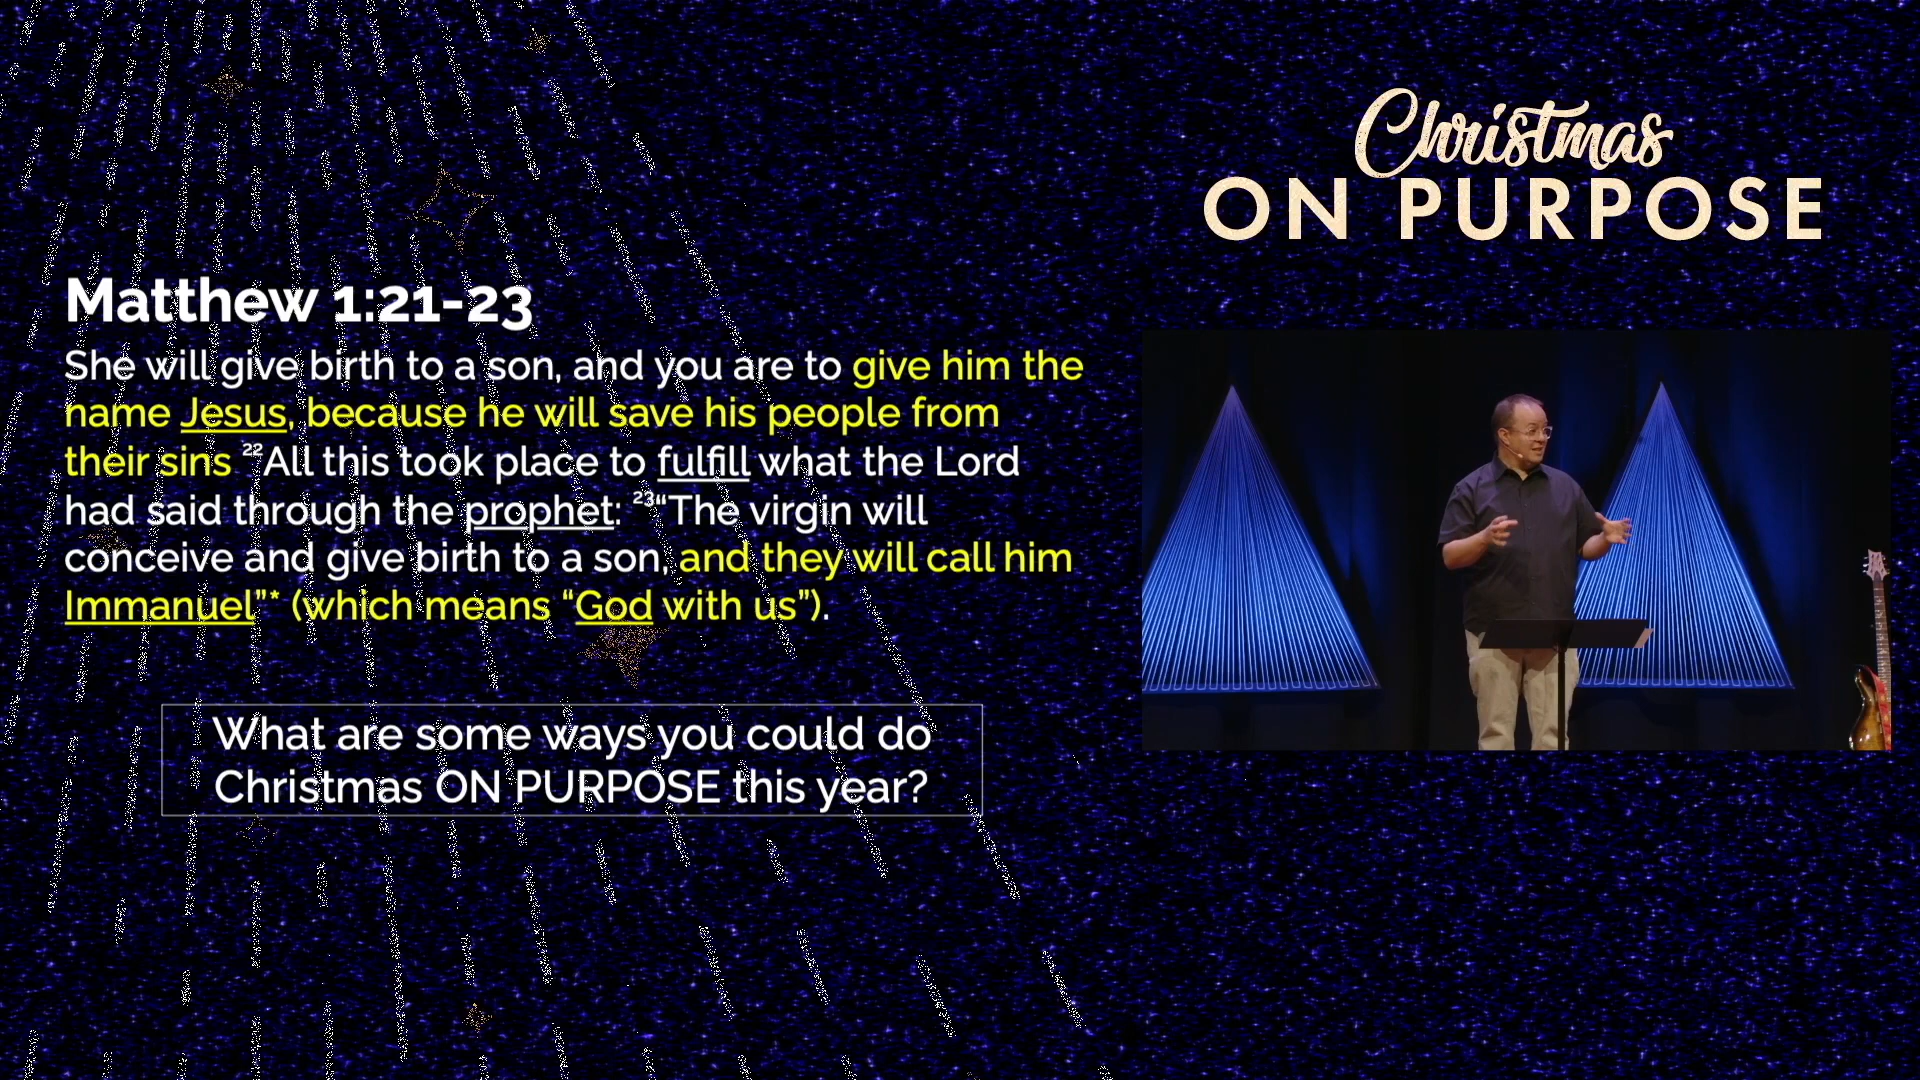 Christmas
ON PURPOSE
Matthew 1:21-23
She will give birth to a son, and you are to give him the
name Jesus, because he will save his people from
their sins ²²All this took place to fulfill what the Lord
had said through the prophet: ²³“The virgin will
conceive and give birth to a son, and they will call him
Immanuel”* (which means “God with us”).
What are some ways you could do
Christmas ON PURPOSE this year?